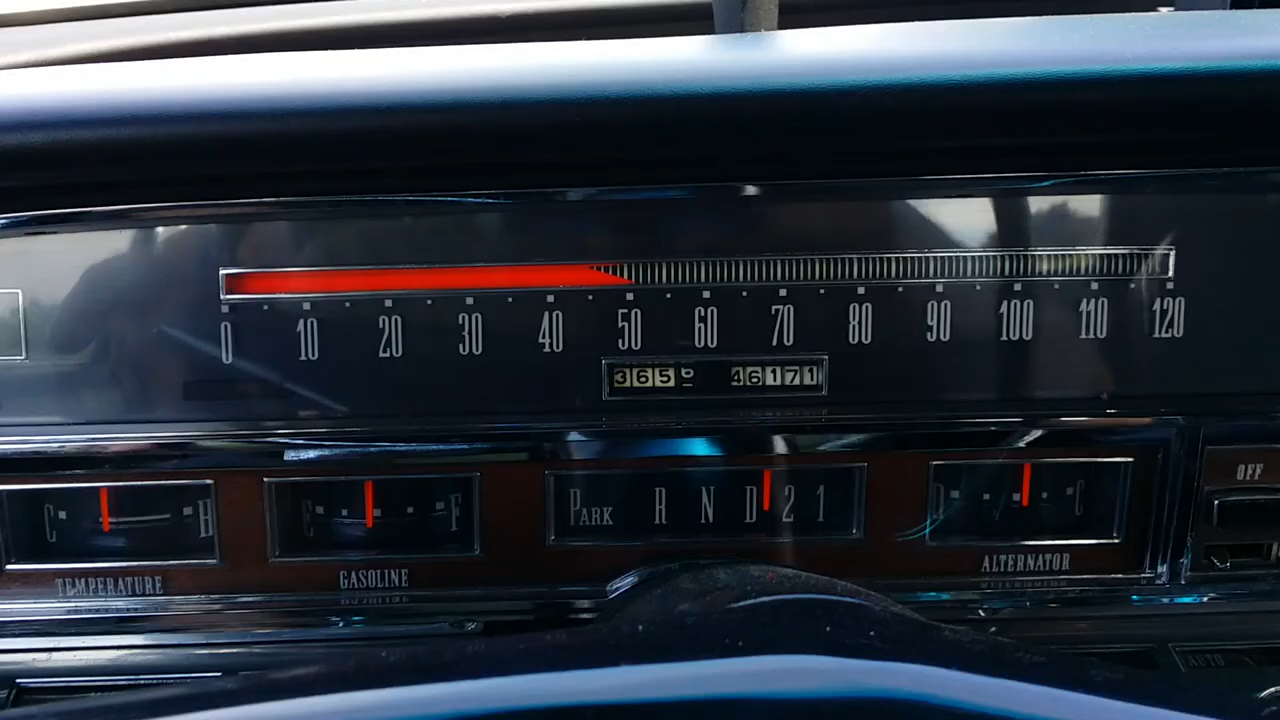 0 10 20 30 40 50 60 70 80 90 100 110 120
365 46171
OFF
C H E F PARK R N D 2 1 D C
TEMPERATURE GASOLINE ALTERNATOR
AUTO